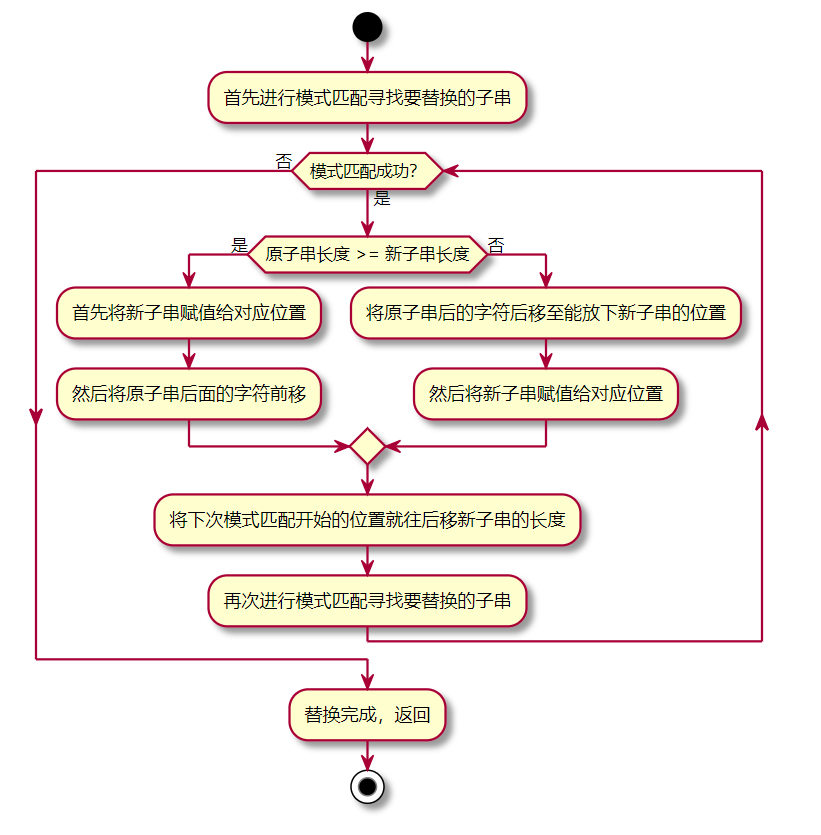 首先进行模式匹配寻找要替换的子串
否
模式匹配成功?
是
是
原子串长度 >= 新子串长度
否
首先将新子串赋值给对应位置
将原子串后的字符后移至能放下新子串的位置
然后将原子串后面的字符前移
然后将新子串赋值给对应位置
将下次模式匹配开始的位置就往后移新子串的长度
再次进行模式匹配寻找要替换的子串
替换完成，返回